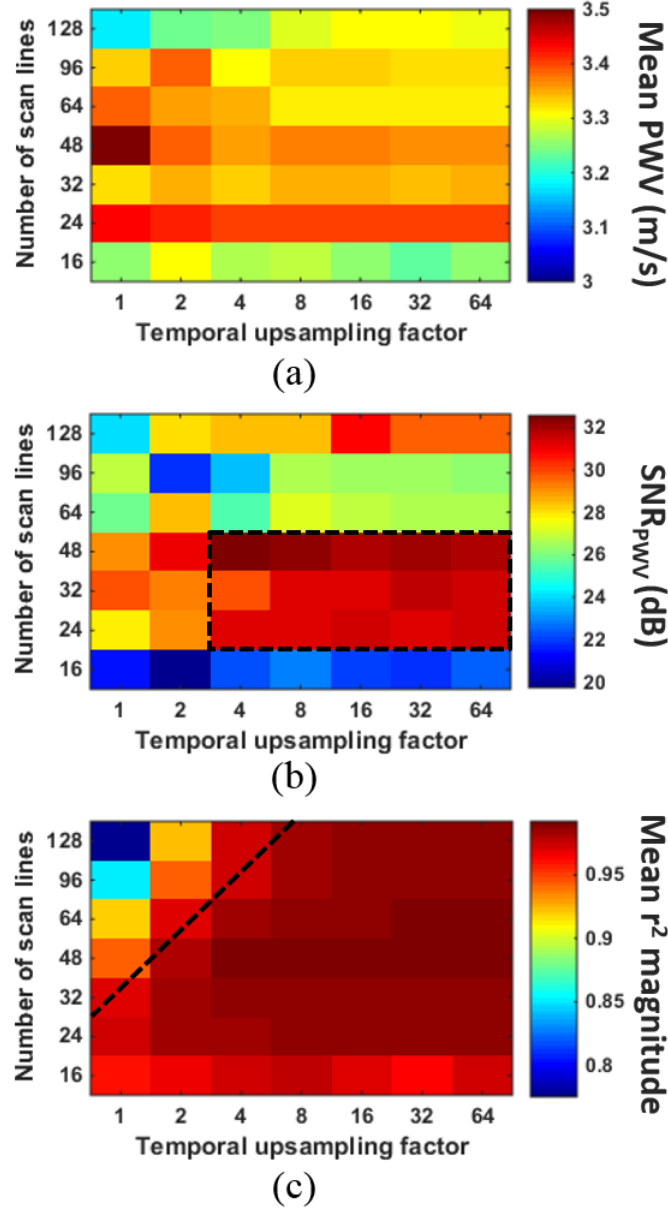 Number of scan lines
128
96
64
48
32
24
16
1 2 4 8 16 32 64
Temporal upsampling factor
3.5
3.4
3.3
3.2
3.1
3
Mean PWV (m/s)
(a)
Number of scan lines
128
96
64
48
32
24
16
1 2 4 8 16 32 64
Temporal upsampling factor
32
30
28
26
24
22
20
SNR_PWV (dB)
(b)
Number of scan lines
128
96
64
48
32
24
16
1 2 4 8 16 32 64
Temporal upsampling factor
0.95
0.9
0.85
0.8
Mean r² magnitude
(c)